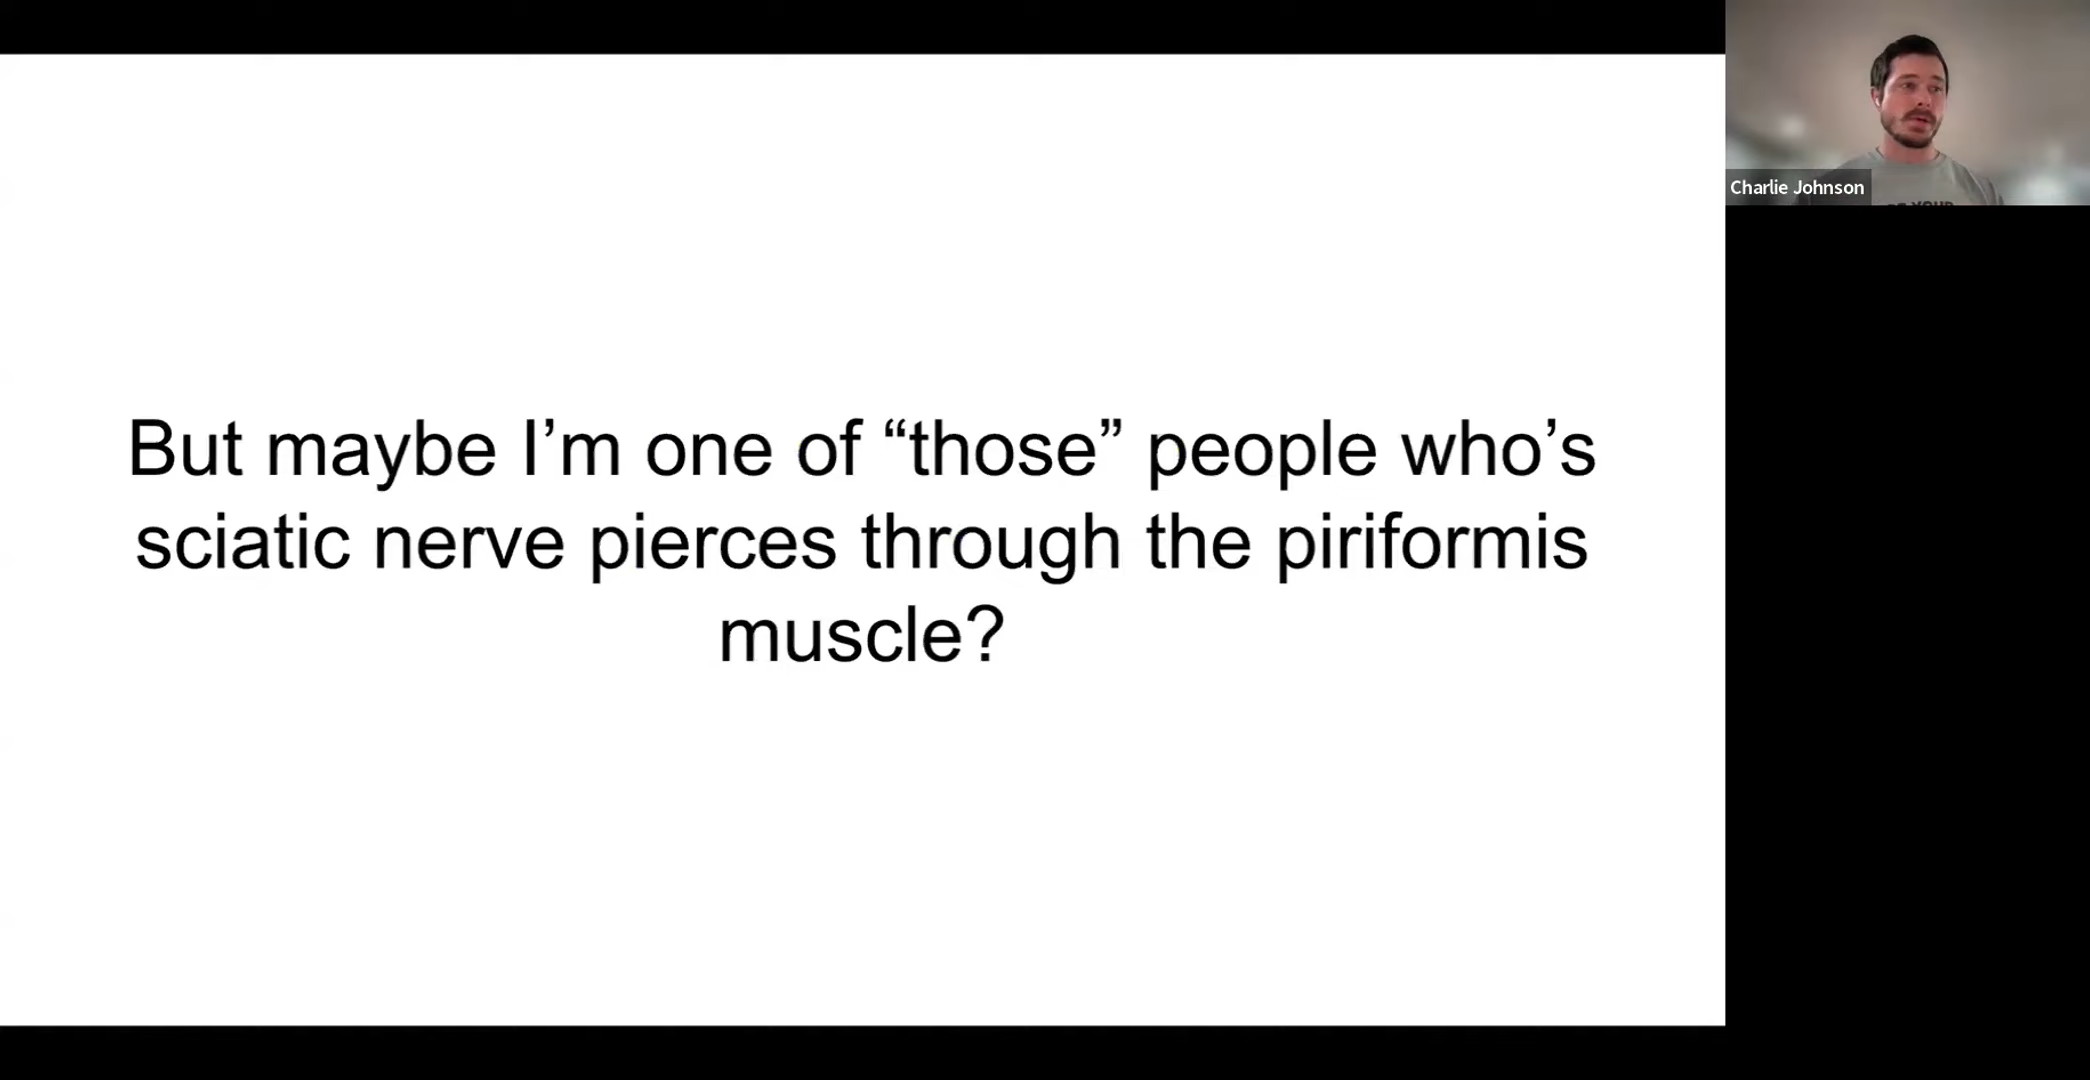 But maybe I’m one of “those” people who’s
sciatic nerve pierces through the piriformis
muscle?
Charlie Johnson